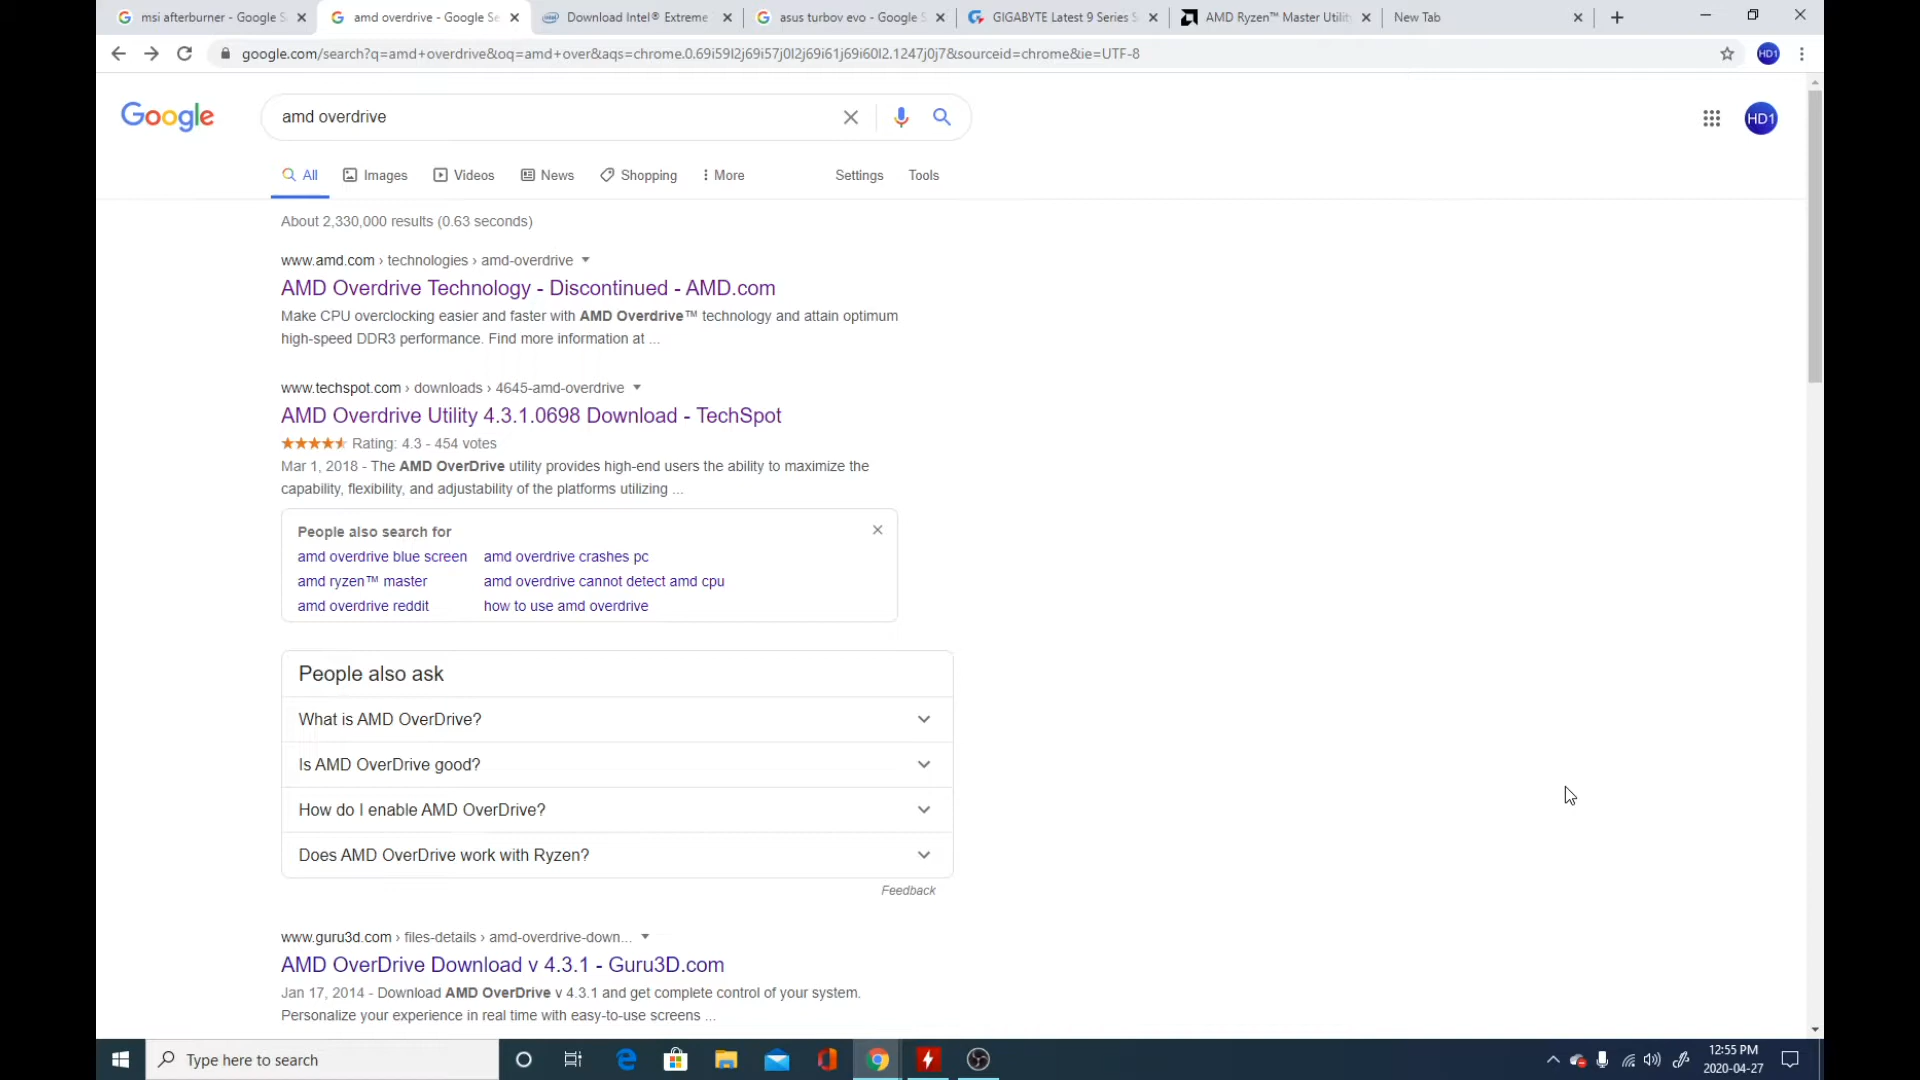 msi afterburner - Google S
amd overdrive - Google Se
Download Intel® Extreme
asus turbov evo - Google S
GIGABYTE Latest 9 Series S
AMD Ryzen™ Master Utilit
New Tab
google.com/search?q=amd+overdrive&oq=amd+over&aqs=chrome.0.69i59l2j69i57j0l2j69i61j69i60l2.1247j0j7&sourceid=chrome&ie=UTF-8
HD1
Google
amd overdrive
HD1
All Images Videos News Shopping More Settings Tools
About 2,330,000 results (0.63 seconds)
www.amd.com › technologies › amd-overdrive
AMD Overdrive Technology - Discontinued - AMD.com
Make CPU overclocking easier and faster with AMD Overdrive™ technology and attain optimum
high-speed DDR3 performance. Find more information at ...
www.techspot.com › downloads › 4645-amd-overdrive
AMD Overdrive Utility 4.3.1.0698 Download - TechSpot
Rating: 4.3 - 454 votes
Mar 1, 2018 - The AMD OverDrive utility provides high-end users the ability to maximize the
capability, flexibility, and adjustability of the platforms utilizing ...
People also search for
amd overdrive blue screen amd overdrive crashes pc
amd ryzen™ master amd overdrive cannot detect amd cpu
amd overdrive reddit how to use amd overdrive
People also ask
What is AMD OverDrive?
Is AMD OverDrive good?
How do I enable AMD OverDrive?
Does AMD OverDrive work with Ryzen?
Feedback
www.guru3d.com › files-details › amd-overdrive-down...
AMD OverDrive Download v 4.3.1 - Guru3D.com
Jan 17, 2014 - Download AMD OverDrive v 4.3.1 and get complete control of your system.
Personalize your experience in real time with easy-to-use screens ...
Type here to search
12:55 PM
2020-04-27